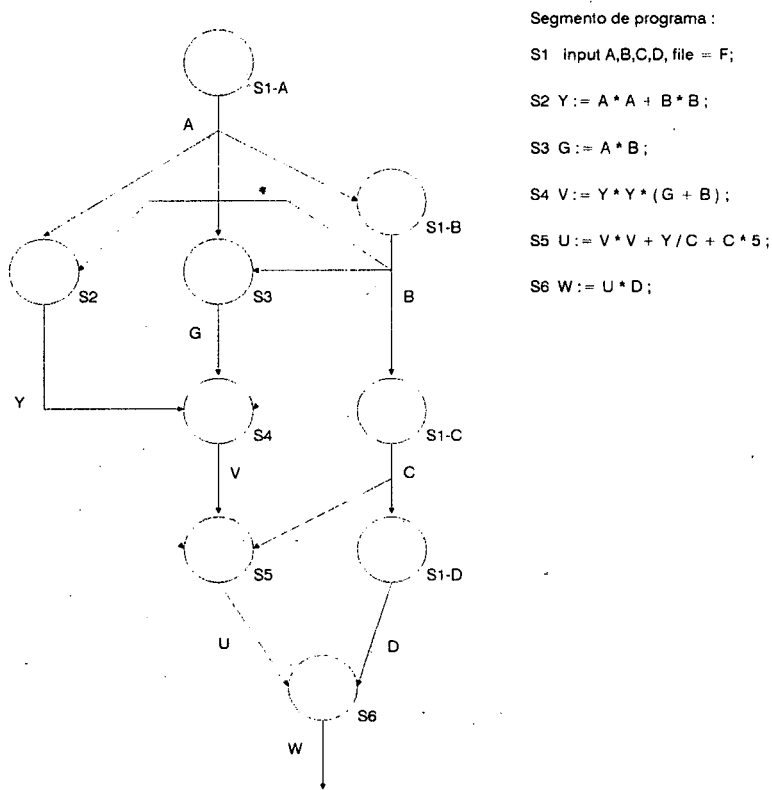 Segmento de programa :
S1 input A,B,C,D, file = F;
S2 Y := A * A + B * B ;
S3 G := A * B ;
S4 V := Y * Y * ( G + B ) ;
S5 U := V * V + Y / C + C * 5 ;
S6 W := U * D ;
S1-A
A
S1-B
S2
S3
B
G
Y
S4
S1-C
V
C
S5
S1-D
U
D
S6
W